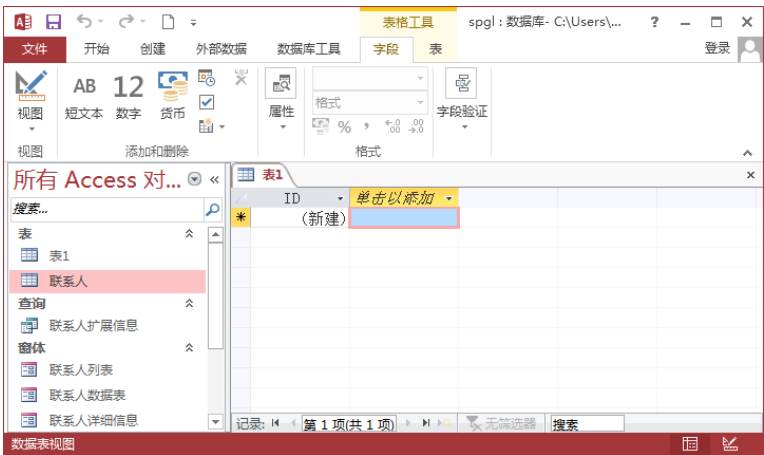 表格工具 spgl : 数据库- C:\Users\... ?
文件 开始 创建 外部数据 数据库工具 字段 表 登录
视图 AB 短文本 12 数字 货币 属性 格式 % 字段验证
视图 添加和删除 格式
所有 Access 对... «
搜索...
表
表1
联系人
查询
联系人扩展信息
窗体
联系人列表
联系人数据表
联系人详细信息
表1
ID 单击以添加
(新建)
记录: 第 1 项(共 1 项) 无筛选器 搜索
数据表视图